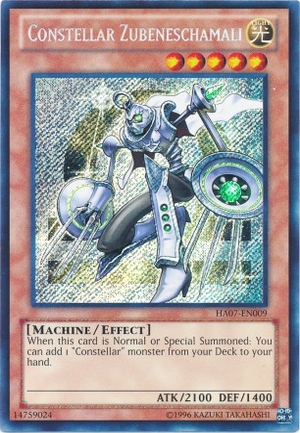 CONSTELLAR ZUBENESCHAMALI
LIGHT
光
HA07-EN009
[MACHINE/EFFECT]
When this card is Normal or Special Summoned: You
can add 1 "Constellar" monster from your Deck to your
hand.
ATK/2100 DEF/1400
14759024
©1996 KAZUKI TAKAHASHI